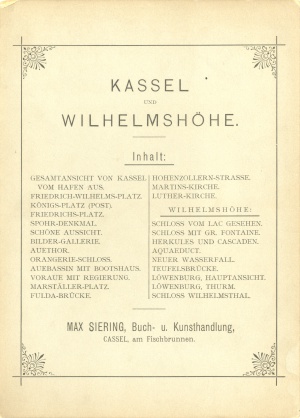 KASSEL
UND
WILHELMSHÖHE.
Inhalt:
GESAMTANSICHT VON KASSEL
VOM HAFEN AUS.
FRIEDRICH-WILHELMS-PLATZ
KÖNIGS-PLATZ (POST).
FRIEDRICHS-PLATZ.
SPOHR-DENKMAL.
SCHÖNE AUSSICHT.
BILDER-GALLERIE.
AUETHOR.
ORANGERIE-SCHLOSS.
AUEBASSIN MIT BOOTSHAUS.
VORAUE MIT REGIERUNG.
MARSTÄLLER-PLATZ.
FULDA-BRÜCKE.
HOHENZOLLERN-STRASSE.
MARTINS-KIRCHE.
LUTHER-KIRCHE.
WILHELMSHÖHE:
SCHLOSS VOM LAC GESEHEN.
SCHLOSS MIT GR. FONTAINE.
HERKULES UND CASCADEN.
AQUAEDUCT.
NEUER WASSERFALL.
TEUFELSBRÜCKE.
LÖWENBURG, HAUPTANSICHT.
LÖWENBURG, THURM.
SCHLOSS WILHELMSTHAL.
MAX SIERING, Buch- u. Kunsthandlung,
CASSEL, am Fischbrunnen.